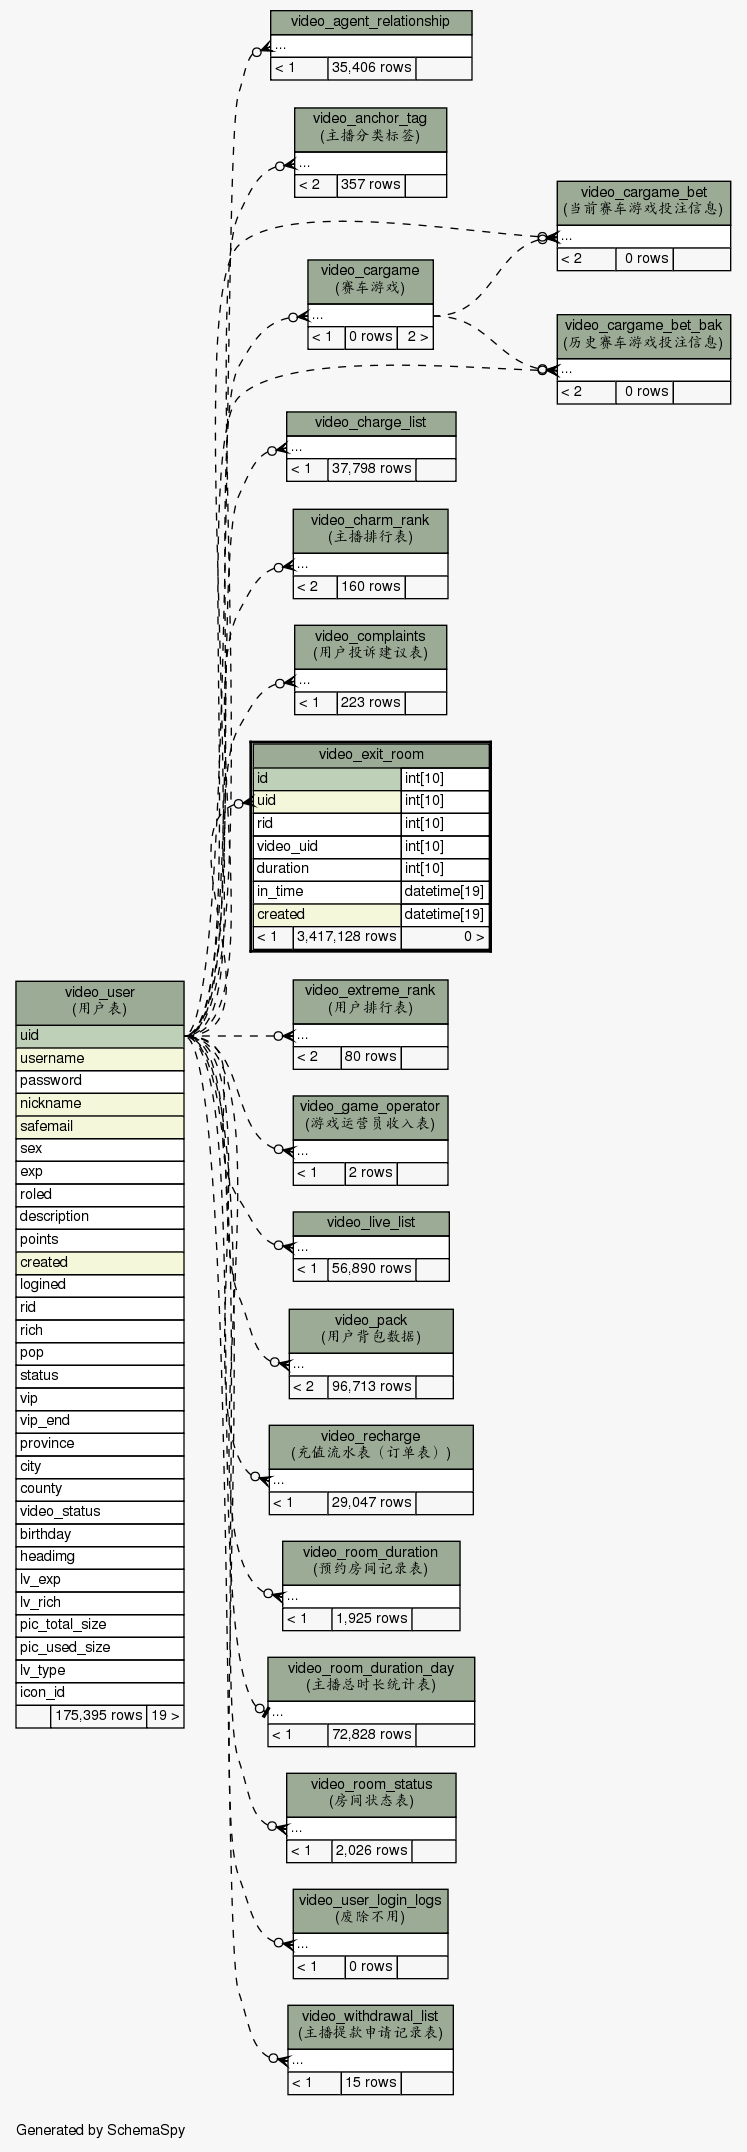 video_agent_relationship
...
< 1 35,406 rows
video_anchor_tag
(主播分类标签)
...
< 2 357 rows
video_cargame_bet
(当前赛车游戏投注信息)
...
< 2 0 rows
video_cargame
(赛车游戏)
...
< 1 0 rows 2 >
video_cargame_bet_bak
(历史赛车游戏投注信息)
...
< 2 0 rows
video_charge_list
...
< 1 37,798 rows
video_charm_rank
(主播排行表)
...
< 2 160 rows
video_complaints
(用户投诉建议表)
...
< 1 223 rows
video_exit_room
id int[10]
uid int[10]
rid int[10]
video_uid int[10]
duration int[10]
in_time datetime[19]
created datetime[19]
< 1 3,417,128 rows 0 >
video_user
(用户表)
uid
username
password
nickname
safemail
sex
exp
roled
description
points
created
logined
rid
rich
pop
status
vip
vip_end
province
city
county
video_status
birthday
headimg
lv_exp
lv_rich
pic_total_size
pic_used_size
lv_type
icon_id
175,395 rows 19 >
video_extreme_rank
(用户排行表)
...
< 2 80 rows
video_game_operator
(游戏运营员收入表)
...
< 1 2 rows
video_live_list
...
< 1 56,890 rows
video_pack
(用户背包数据)
...
< 2 96,713 rows
video_recharge
(充值流水表（订单表）)
...
< 1 29,047 rows
video_room_duration
(预约房间记录表)
...
< 1 1,925 rows
video_room_duration_day
(主播总时长统计表)
...
< 1 72,828 rows
video_room_status
(房间状态表)
...
< 1 2,026 rows
video_user_login_logs
(废除不用)
...
< 1 0 rows
video_withdrawal_list
(主播提款申请记录表)
...
< 1 15 rows
Generated by SchemaSpy